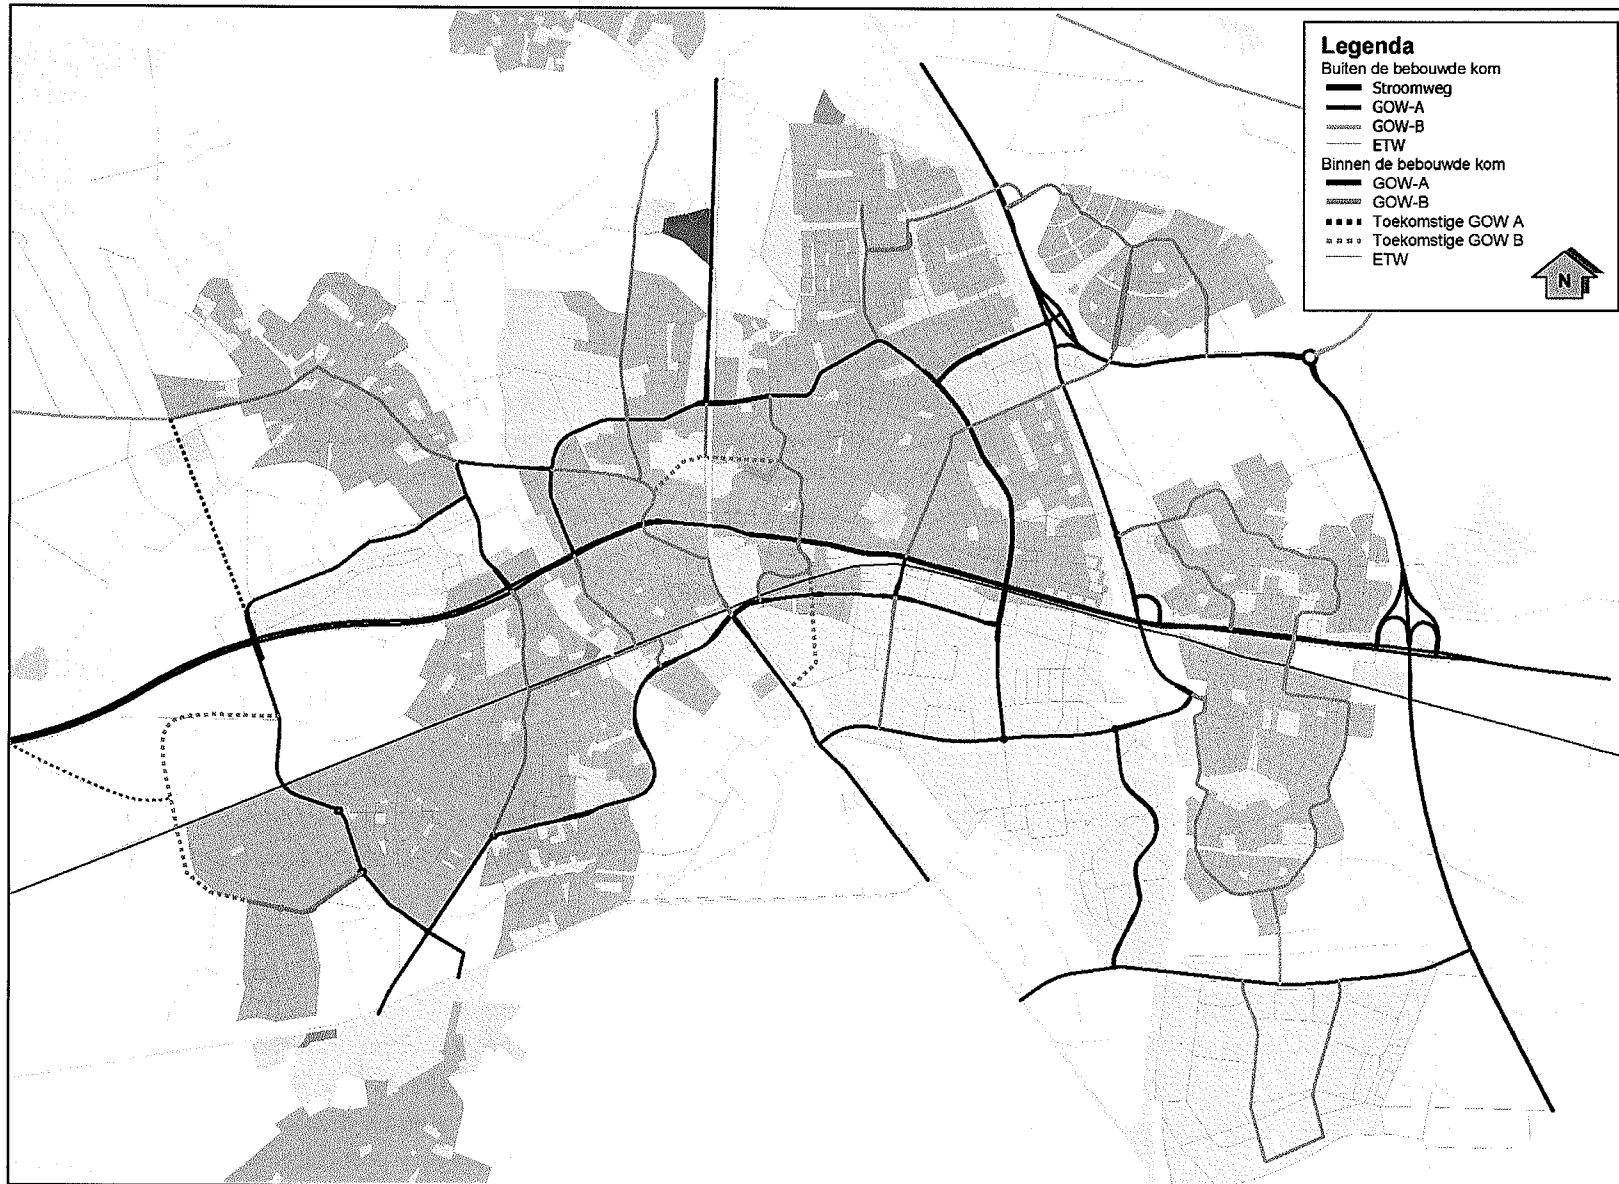 Legenda
Buiten de bebouwde kom
Stroomweg
GOW-A
GOW-B
ETW
Binnen de bebouwde kom
GOW-A
GOW-B
Toekomstige GOW A
Toekomstige GOW B
ETW
N